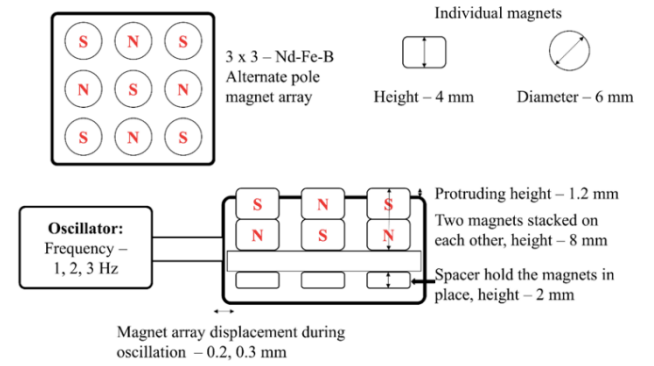 Individual magnets
S N S
N S N
S N S
3 x 3 – Nd-Fe-B
Alternate pole
magnet array
Height – 4 mm
Diameter – 6 mm
Oscillator:
Frequency –
1, 2, 3 Hz
S N S
N S N
Protruding height – 1.2 mm
Two magnets stacked on
each other, height – 8 mm
Spacer hold the magnets in
place, height – 2 mm
Magnet array displacement during
oscillation – 0.2, 0.3 mm